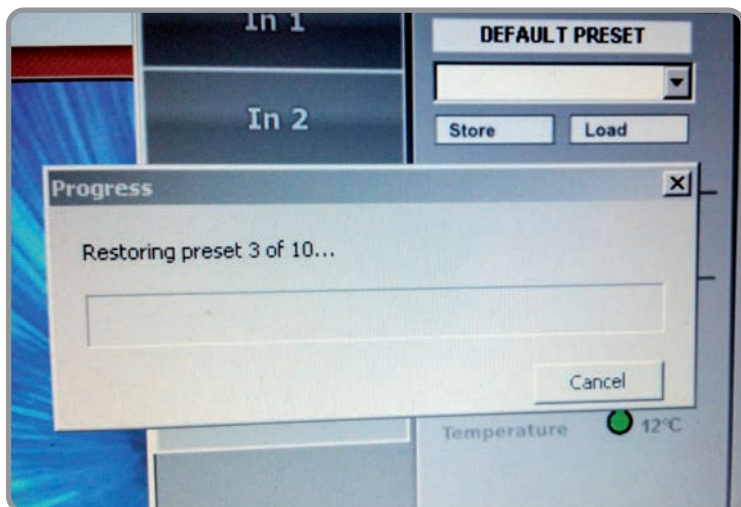 In 1
DEFAULT PRESET
In 2
Store
Load
Progress
Restoring preset 3 of 10...
Cancel
Temperature 12°C